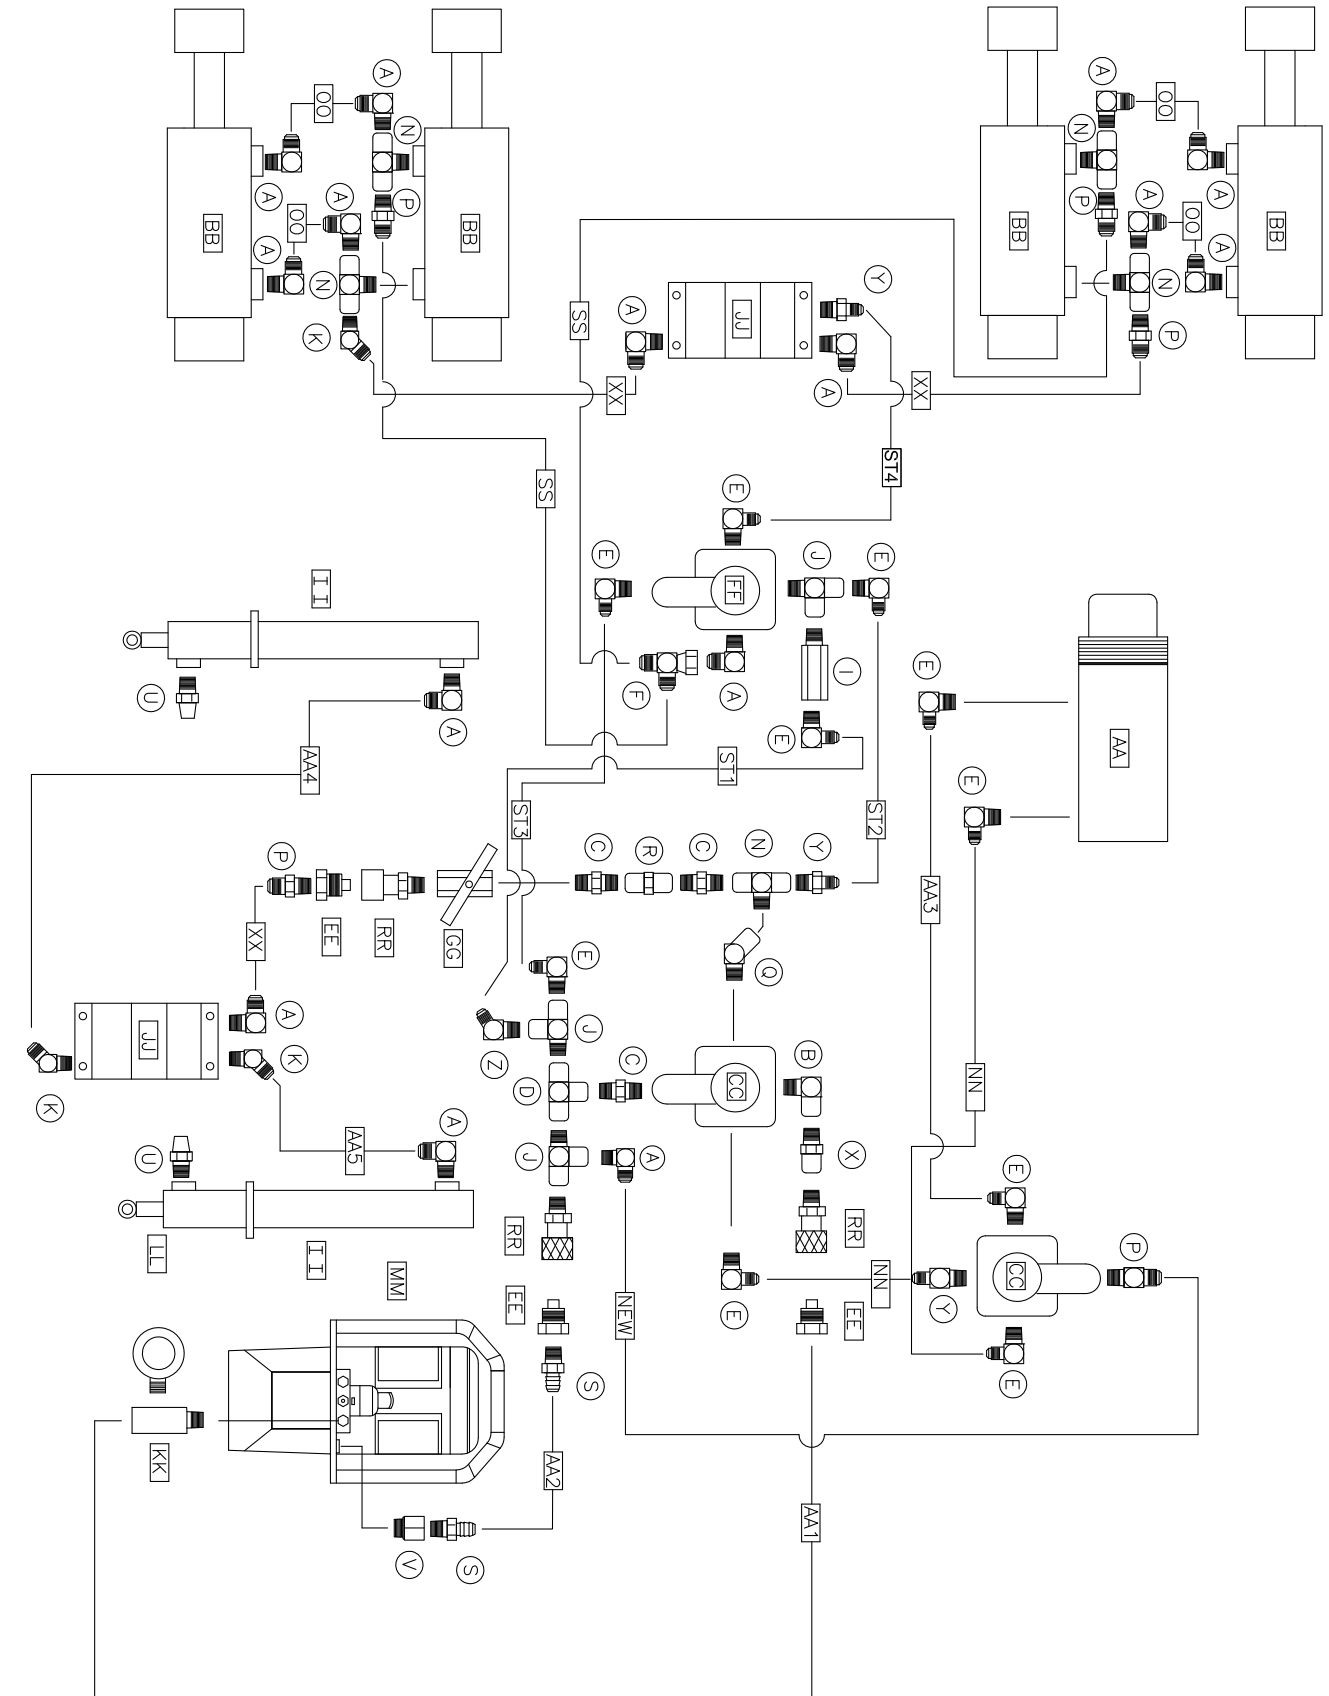 A
A
OO
OO
N
N
P
BB
BB
A
A
A
A
BB
BB
OO
OO
A
A
N
N
P
K
Y
P
SS
JJ
A
A
XX
XX
ST4
SS
E
E
J
E
FF
II
I
E
F
A
U
A
E
AA
AA4
ST1
E
ST3
ST2
P
C
R
C
N
Y
EE
RR
GG
AA3
XX
E
Q
A
J
JJ
K
Z
C
B
NN
D
CC
K
AA5
A
U
J
A
X
E
RR
RR
P
LL
II
MM
NN
CC
EE
NEW
E
EE
Y
S
E
KK
AA2
AA1
V
S